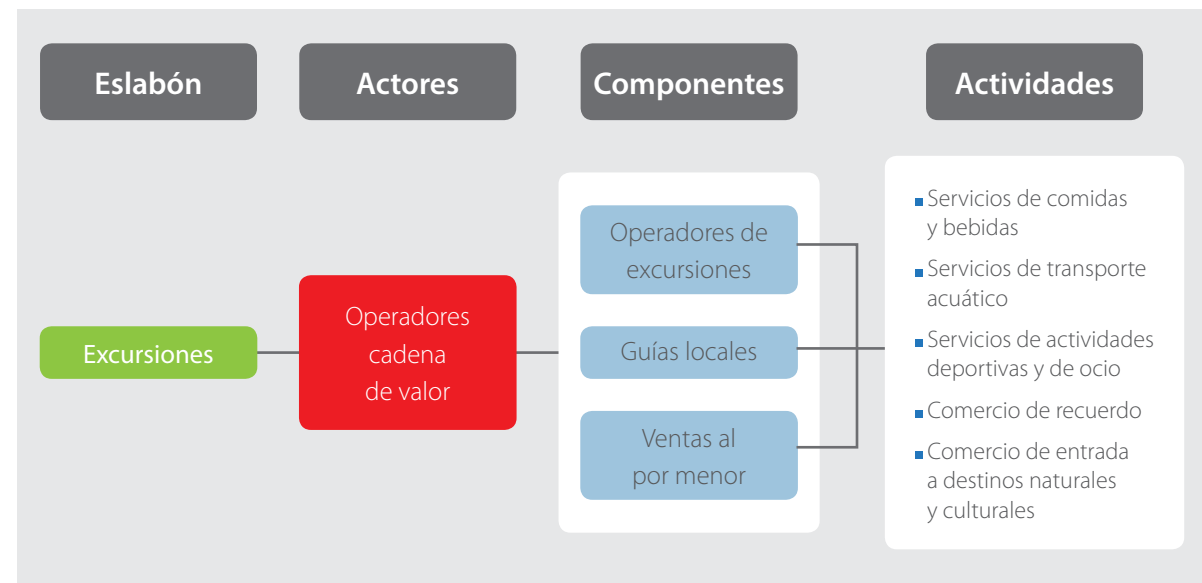 Eslabón
Actores
Componentes
Actividades
Excursiones
Operadores
cadena
de valor
Operadores de
excursiones
Guías locales
Ventas al
por menor
Servicios de comidas
y bebidas
Servicios de transporte
acuático
Servicios de actividades
deportivas y de ocio
Comercio de recuerdo
Comercio de entrada
a destinos naturales
y culturales